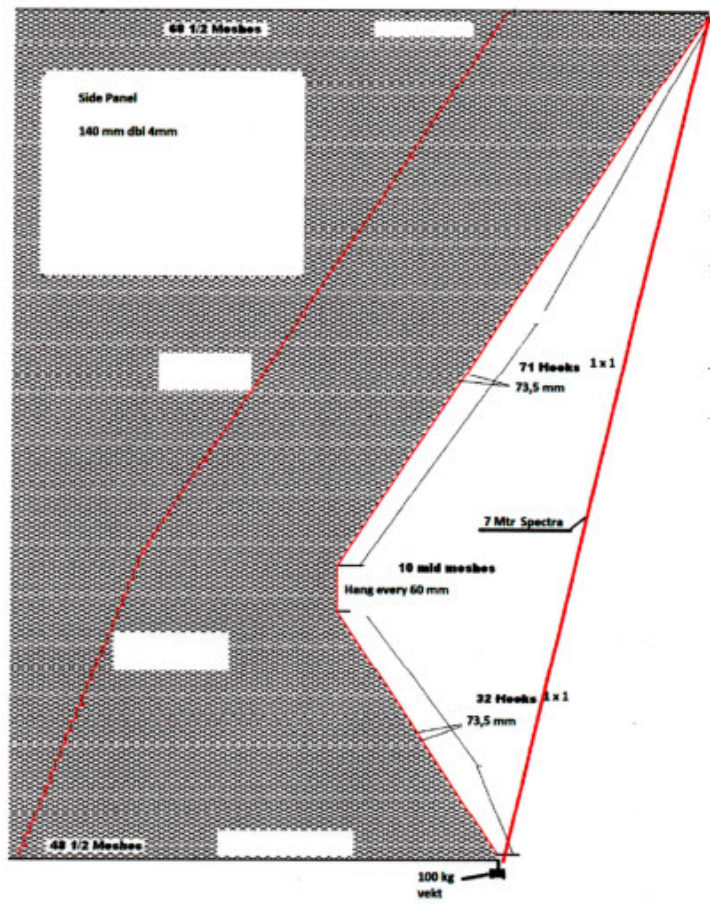 60 1/2 Meshes
Side Panel
140 mm dbl 4mm
71 Hooks 1 x 1
73,5 mm
7 Mtr Spectra
10 mid meshes
Hang every 60 mm
32 Hooks 1 x 1
73,5 mm
48 1/2 Meshes
100 kg
vekt